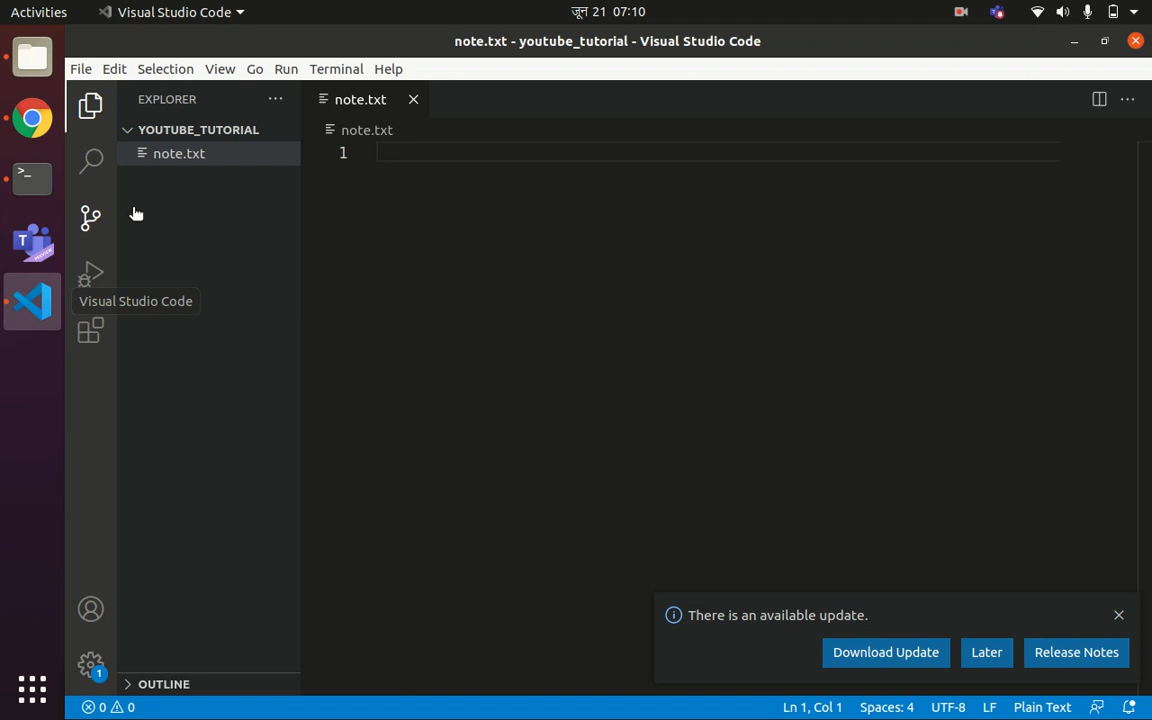 Activities Visual Studio Code जून 21 07:10
note.txt - youtube_tutorial - Visual Studio Code
File Edit Selection View Go Run Terminal Help
EXPLORER ··· note.txt ···
YOUTUBE_TUTORIAL note.txt
note.txt 1
Visual Studio Code
There is an available update.
Download Update Later Release Notes
1
OUTLINE
0 0 Ln 1, Col 1 Spaces: 4 UTF-8 LF Plain Text